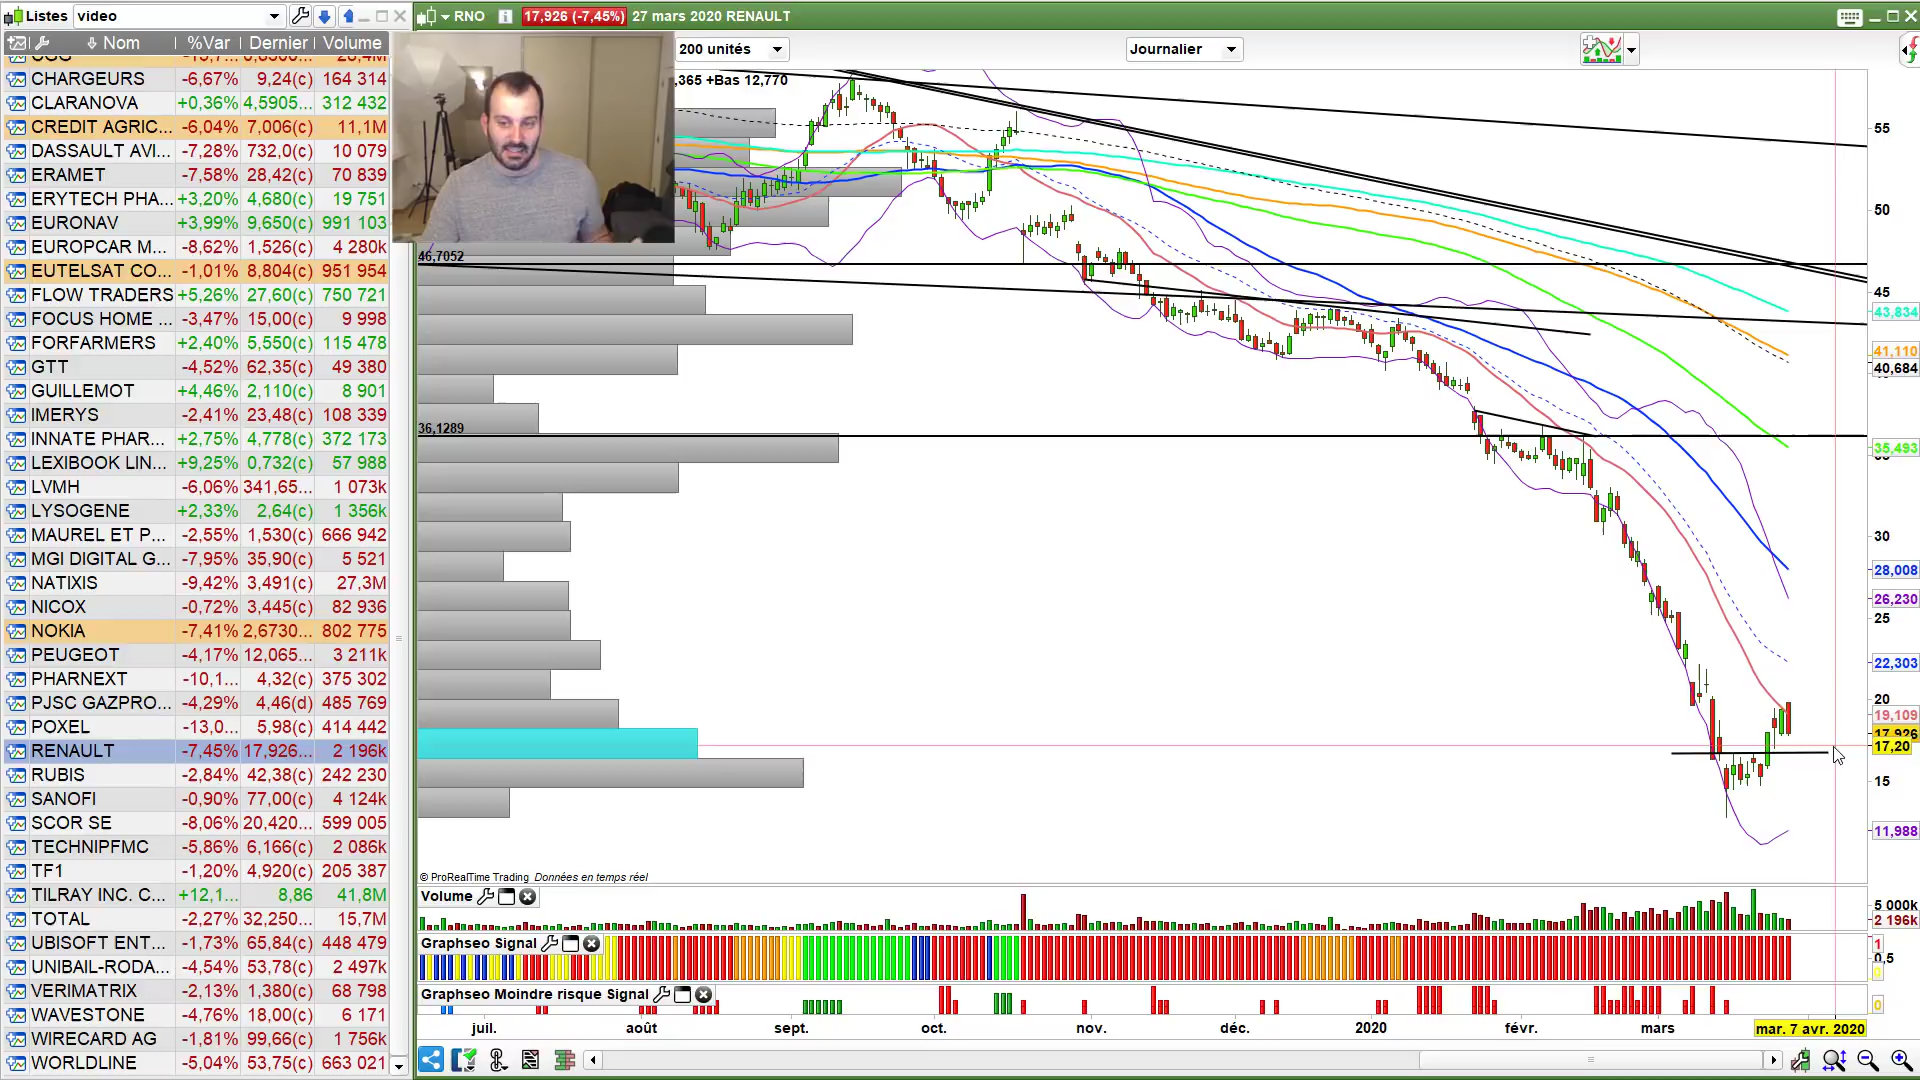 Listes video RNO 17,926 (-7,45%) 27 mars 2020 RENAULT
Nom %Var Dernier Volume
200 unités Journalier
,365 +Bas 12,770
CHARGEURS -6,67% 9,24(c) 164 314
CLARANOVA +0,36% 4,5905... 312 432
CREDIT AGRIC... -6,04% 7,006(c) 11,1M
DASSAULT AVI... -7,28% 732,0(c) 10 079
ERAMET -7,58% 28,42(c) 70 839
ERYTECH PHA... +3,20% 4,680(c) 19 751
EURONAV +3,99% 9,650(c) 991 103
EUROPCAR M... -8,62% 1,526(c) 4 280k
EUTELSAT CO... -1,01% 8,804(c) 951 954
FLOW TRADERS +5,26% 27,60(c) 750 721
FOCUS HOME ... -3,47% 15,00(c) 9 998
FORFARMERS +2,40% 5,550(c) 115 478
GTT -4,52% 62,35(c) 49 380
GUILLEMOT +4,46% 2,110(c) 8 901
IMERYS -2,41% 23,48(c) 108 339
INNATE PHAR... +2,75% 4,778(c) 372 173
LEXIBOOK LIN... +9,25% 0,732(c) 57 988
LVMH -6,06% 341,65... 1 073k
LYSOGENE +2,33% 2,64(c) 1 356k
MAUREL ET P... -2,55% 1,530(c) 666 942
MGI DIGITAL G... -7,95% 35,90(c) 5 521
NATIXIS -9,42% 3,491(c) 27,3M
NICOX -0,72% 3,445(c) 82 936
NOKIA -7,41% 2,6730... 802 775
PEUGEOT -4,17% 12,065... 3 211k
PHARNEXT -10,1... 4,32(c) 375 302
PJSC GAZPRO... -4,29% 4,46(d) 485 769
POXEL -13,0... 5,98(c) 414 442
RENAULT -7,45% 17,926... 2 196k
RUBIS -2,84% 42,38(c) 242 230
SANOFI -0,90% 77,00(c) 4 124k
SCOR SE -8,06% 20,420... 599 005
TECHNIPFMC -5,86% 6,166(c) 2 086k
TF1 -1,20% 4,920(c) 205 387
TILRAY INC. C... +12,1... 8,86 41,8M
TOTAL -2,27% 32,250... 15,7M
UBISOFT ENT... -1,73% 65,84(c) 448 479
UNIBAIL-RODA... -4,54% 53,78(c) 2 497k
VERIMATRIX -2,13% 1,380(c) 68 798
WAVESTONE -4,76% 18,00(c) 6 171
WIRECARD AG -1,81% 99,66(c) 1 756k
WORLDLINE -5,04% 53,75(c) 663 021
46,7052
36,1289
55
50
45
43,834
41,110
40,684
35,493
30
28,008
26,230
25
22,303
20
19,109
17,926
17,20
15
11,988
© ProRealTime Trading Données en temps réel
Volume
5 000k
2 196k
Graphseo Signal
1
0,5
0
Graphseo Moindre risque Signal
0
juil. août sept. oct. nov. déc. 2020 févr. mars mar. 7 avr. 2020